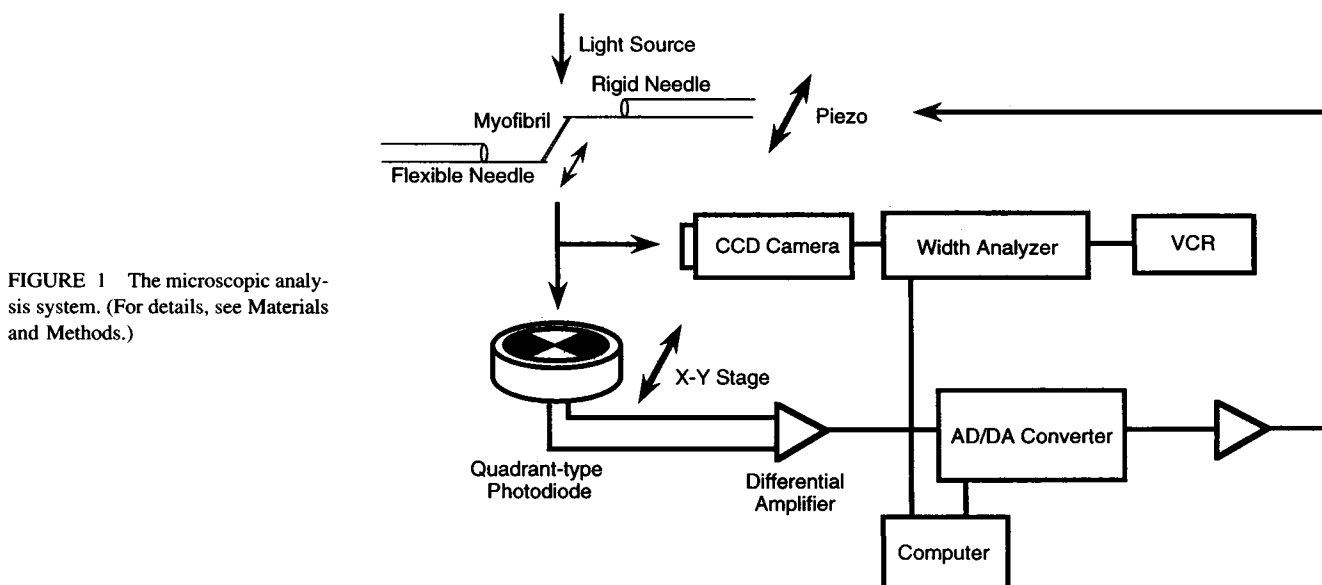 Light Source
Rigid Needle
Myofibril
Piezo
Flexible Needle
CCD Camera
Width Analyzer
VCR
FIGURE 1 The microscopic analy-
sis system. (For details, see Materials
and Methods.)
X-Y Stage
AD/DA Converter
Quadrant-type
Photodiode
Differential
Amplifier
Computer